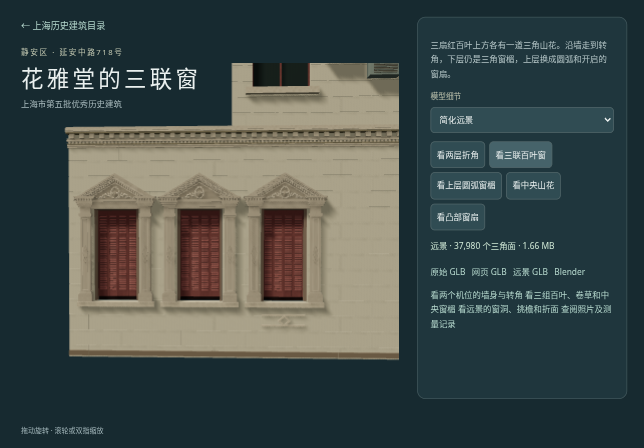 ← 上海历史建筑目录
静安区 · 延安中路718号
花雅堂的三联窗
上海市第五批优秀历史建筑
三扇红百叶上方各有一道三角山花。沿墙走到转
角，下层仍是三角窗楣，上层换成圆弧和开启的
窗扇。
模型细节
简化远景
看两层折角
看三联百叶窗
看上层圆弧窗楣
看中央山花
看凸部窗扇
远景 · 37,980 个三角面 · 1.66 MB
原始 GLB 网页 GLB 远景 GLB Blender
看两个机位的墙身与转角 看三组百叶、卷草和中
央窗楣 看远景的窗洞、挑檐和折面 查阅照片及测
量记录
拖动旋转 · 滚轮或双指缩放